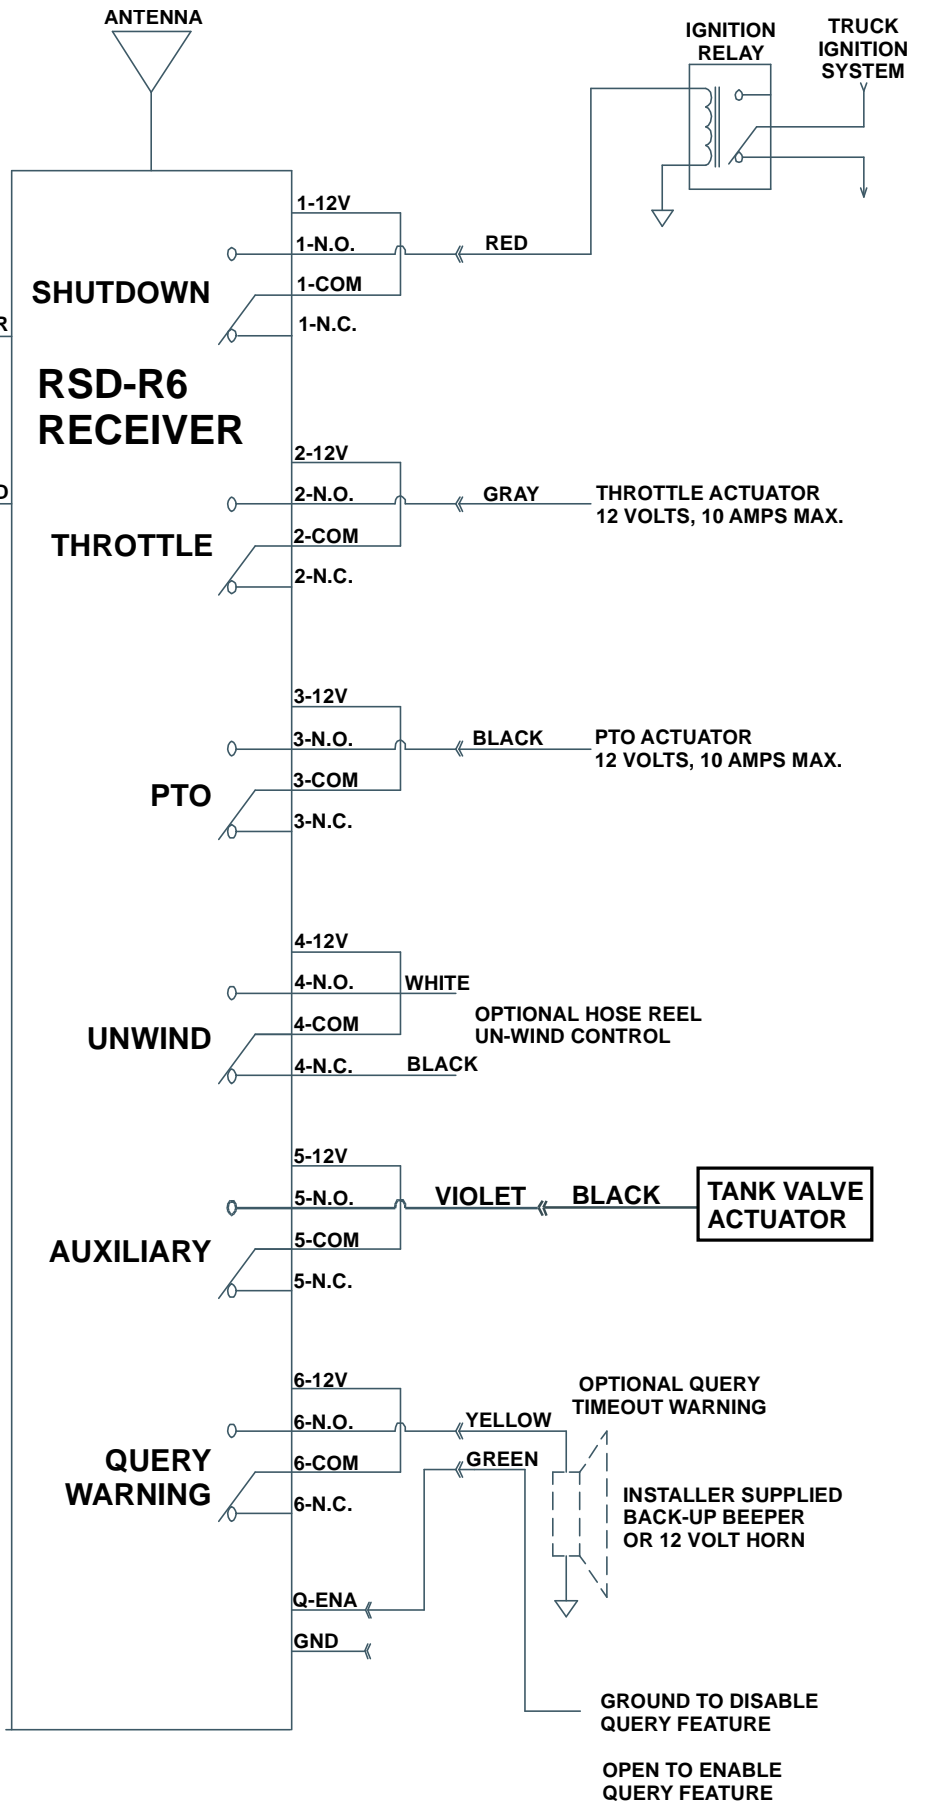 ANTENNA
IGNITION
RELAY
TRUCK
IGNITION
SYSTEM
1-12V
1-N.O.
RED
SHUTDOWN
1-COM
1-N.C.
R
RSD-R6
RECEIVER
2-12V
D
2-N.O.
GRAY
THROTTLE ACTUATOR
12 VOLTS, 10 AMPS MAX.
THROTTLE
2-COM
2-N.C.
3-12V
3-N.O.
BLACK
PTO ACTUATOR
12 VOLTS, 10 AMPS MAX.
PTO
3-COM
3-N.C.
4-12V
4-N.O.
WHITE
OPTIONAL HOSE REEL
UN-WIND CONTROL
UNWIND
4-COM
4-N.C.
BLACK
5-12V
5-N.O.
VIOLET
BLACK
TANK VALVE
ACTUATOR
AUXILIARY
5-COM
5-N.C.
6-12V
OPTIONAL QUERY
TIMEOUT WARNING
6-N.O.
YELLOW
QUERY
WARNING
6-COM
GREEN
6-N.C.
INSTALLER SUPPLIED
BACK-UP BEEPER
OR 12 VOLT HORN
Q-ENA
GND
GROUND TO DISABLE
QUERY FEATURE
OPEN TO ENABLE
QUERY FEATURE